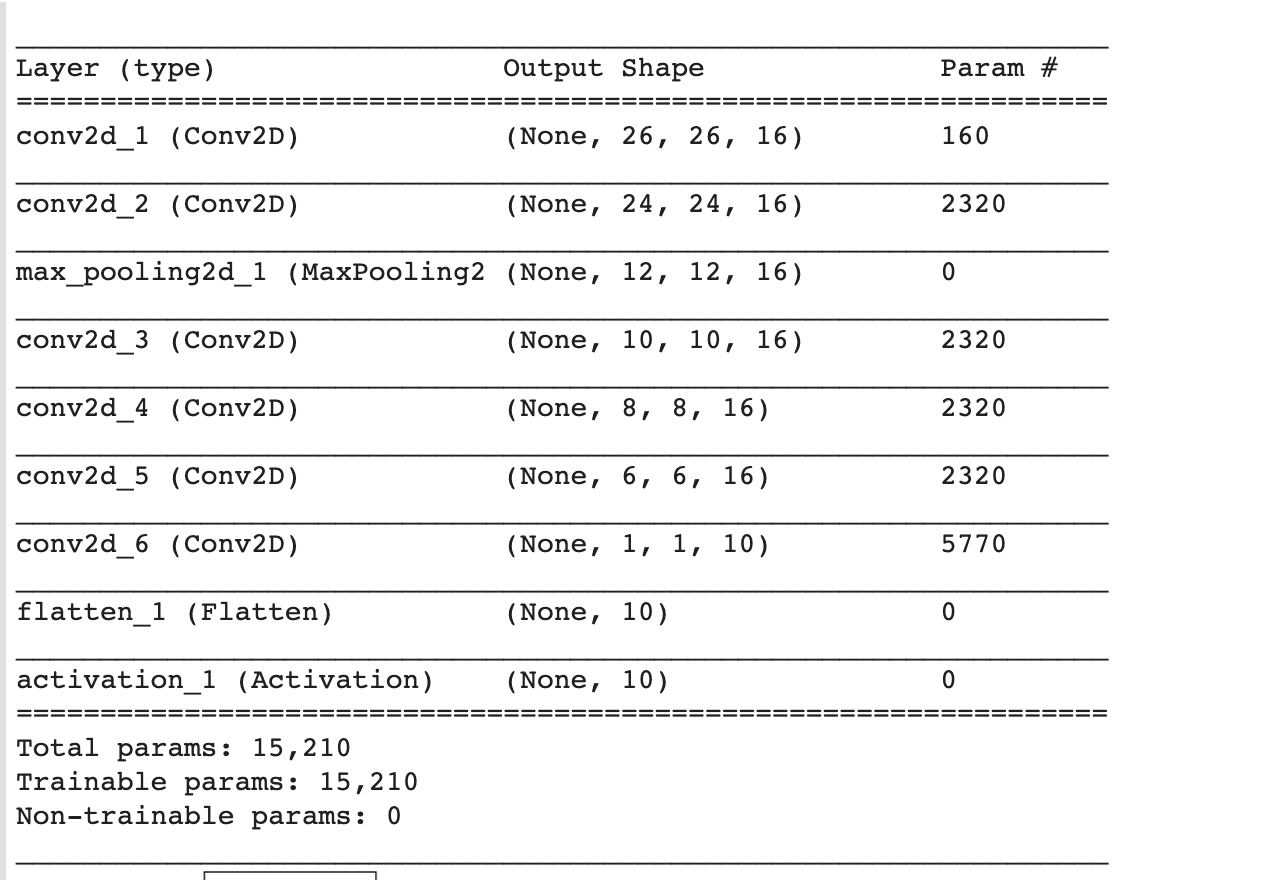 Layer (type) Output Shape Param #
=================================================================
conv2d_1 (Conv2D) (None, 26, 26, 16) 160
conv2d_2 (Conv2D) (None, 24, 24, 16) 2320
max_pooling2d_1 (MaxPooling2 (None, 12, 12, 16) 0
conv2d_3 (Conv2D) (None, 10, 10, 16) 2320
conv2d_4 (Conv2D) (None, 8, 8, 16) 2320
conv2d_5 (Conv2D) (None, 6, 6, 16) 2320
conv2d_6 (Conv2D) (None, 1, 1, 10) 5770
flatten_1 (Flatten) (None, 10) 0
activation_1 (Activation) (None, 10) 0
=================================================================
Total params: 15,210
Trainable params: 15,210
Non-trainable params: 0